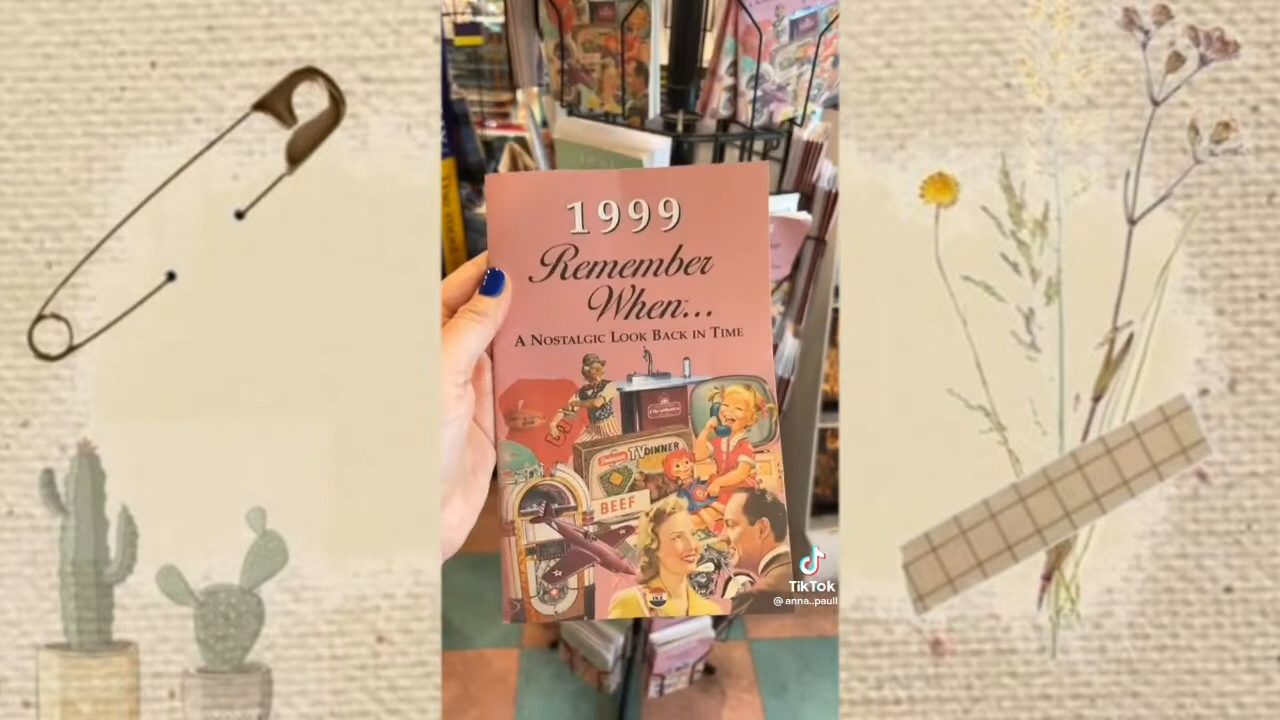 1999
Remember
When...
A Nostalgic Look Back in Time
TV DINNER
BEEF
TikTok
@anna..paull